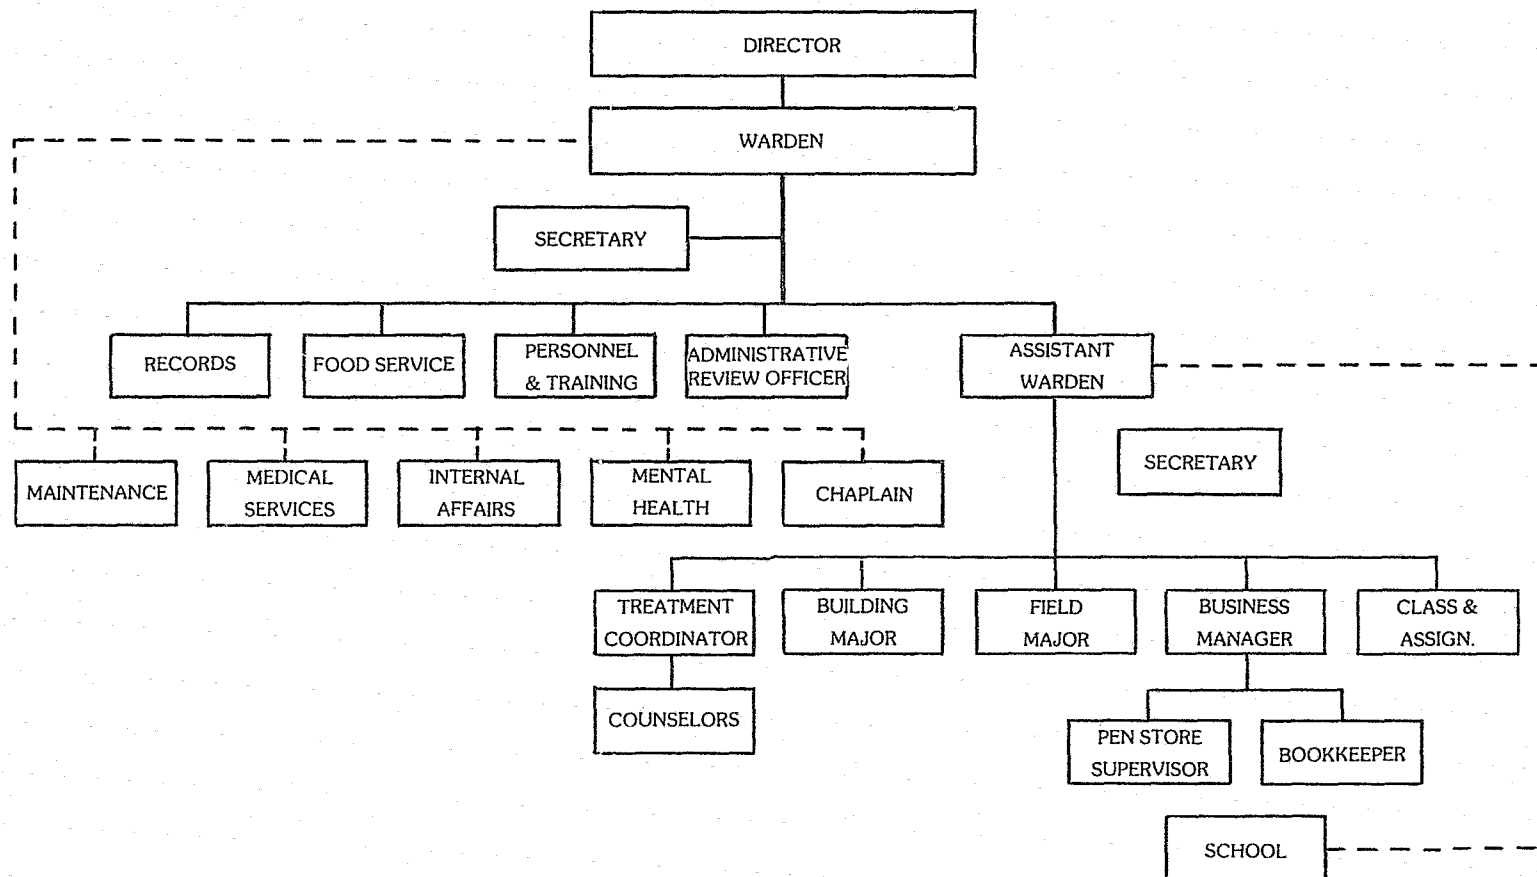 DIRECTOR
WARDEN
SECRETARY
RECORDS
FOOD SERVICE
PERSONNEL
& TRAINING
ADMINISTRATIVE
REVIEW OFFICER
ASSISTANT
WARDEN
MAINTENANCE
MEDICAL
SERVICES
INTERNAL
AFFAIRS
MENTAL
HEALTH
CHAPLAIN
SECRETARY
TREATMENT
COORDINATOR
BUILDING
MAJOR
FIELD
MAJOR
BUSINESS
MANAGER
CLASS &
ASSIGN.
COUNSELORS
PEN STORE
SUPERVISOR
BOOKKEEPER
SCHOOL